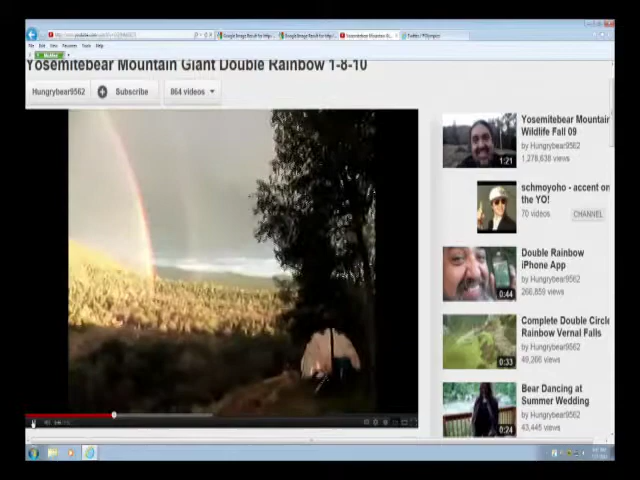 Yosemitebear Mountain Giant Double Rainbow 1-8-10
Hungrybear9562
Subscribe
864 videos
Yosemitebear Mountain
Wildlife Fall 09
by Hungrybear9562
1,278,638 views
1:21
schmoyoho - accent on
the YO!
70 videos
CHANNEL
Double Rainbow
iPhone App
by Hungrybear9562
266,859 views
0:44
Complete Double Circle
Rainbow Vernal Falls
by Hungrybear9562
49,266 views
0:33
Bear Dancing at
Summer Wedding
by Hungrybear9562
43,445 views
0:24